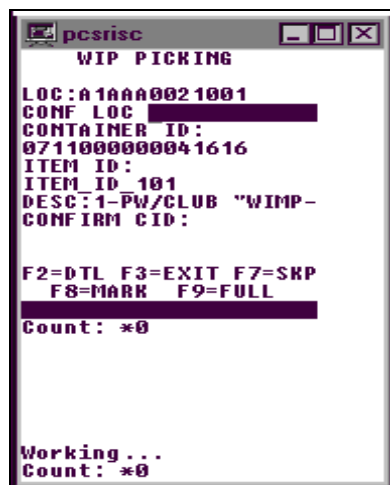 pcsrisc
WIP PICKING
LOC:A1AAA0021001
CONF LOC
CONTAINER ID:
0711000000041616
ITEM ID:
ITEM_ID_101
DESC:1-PW/CLUB "WIMP-
CONFIRM CID:
F2=DTL F3=EXIT F7=SKP
F8=MARK F9=FULL
Count: *0
Working...
Count: *0